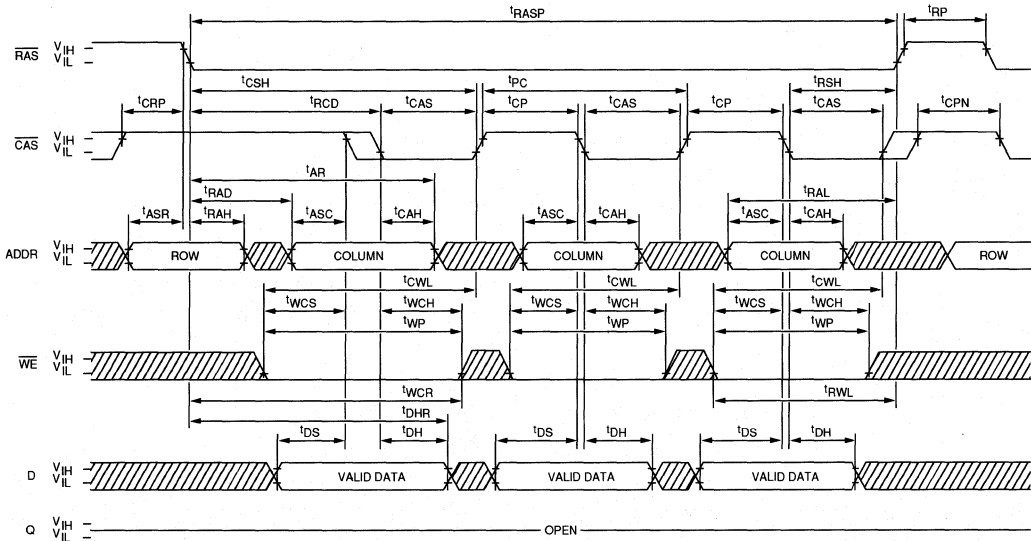 tRASP tRP
RAS VIH
VIL
tCSH tPC tRSH
tCRP tRCD tCAS tCP tCAS tCP tCAS tCPN
CAS VIH
VIL
tAR
tRAD tRAL
tASR tRAH tASC tCAH tASC tCAH tASC tCAH
ADDR VIH
VIL
ROW COLUMN COLUMN COLUMN ROW
tCWL tCWL tCWL
tWCS tWCH tWCS tWCH tWCS tWCH
tWP tWP tWP
WE VIH
VIL
tWCR tRWL
tDHR
tDS tDH tDS tDH tDS tDH
D VIH
VIL
VALID DATA VALID DATA VALID DATA
Q VIH
VIL
OPEN